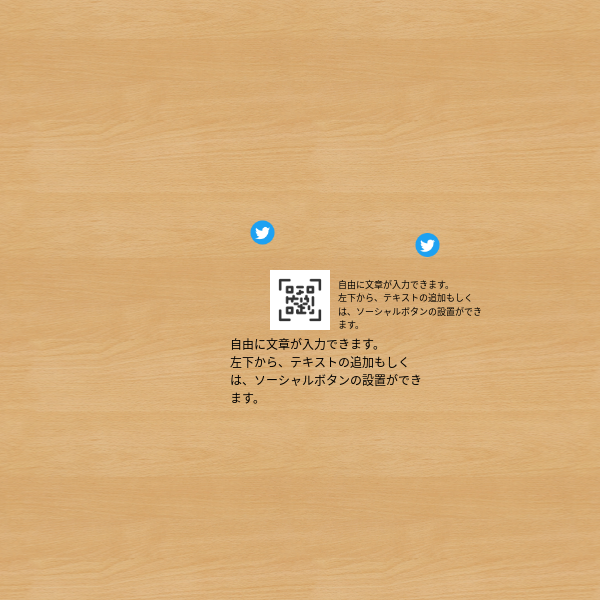 自由に文章が入力できます。
左下から、テキストの追加もしく
は、ソーシャルボタンの設置ができ
ます。
自由に文章が入力できます。
左下から、テキストの追加もしく
は、ソーシャルボタンの設置ができ
ます。